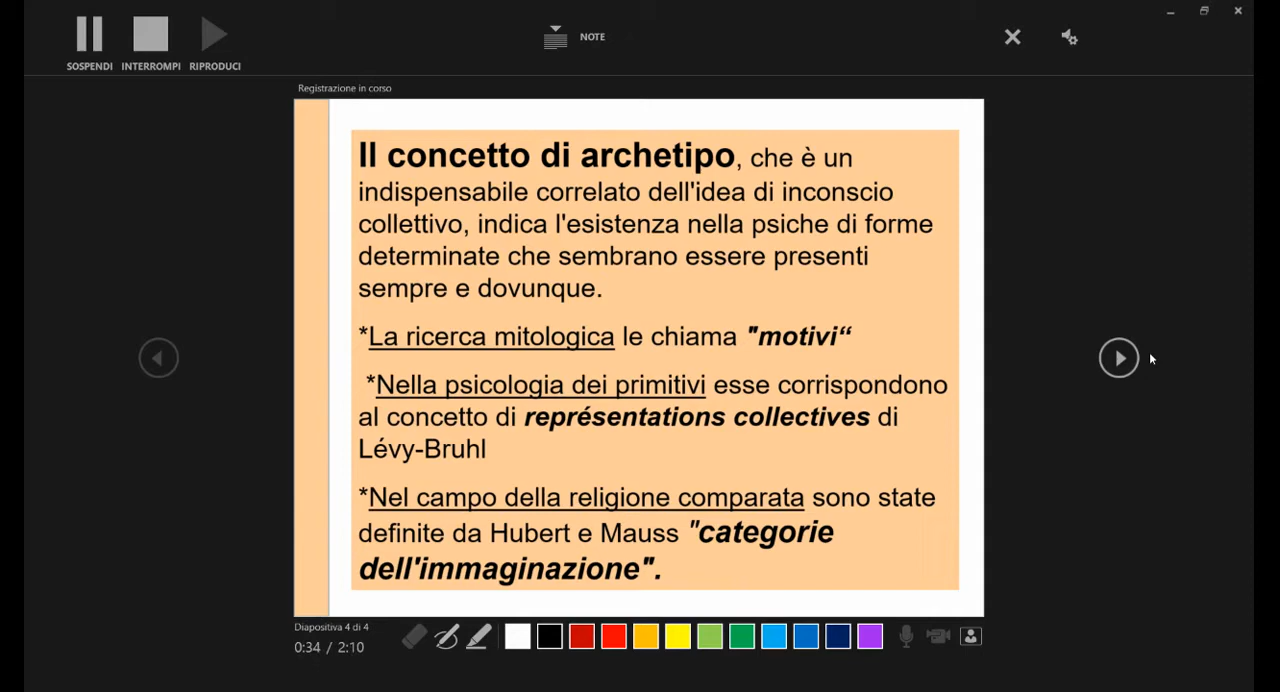 SOSPENDI INTERROMPI RIPRODUCI
NOTE
Registrazione in corso
Il concetto di archetipo, che è un
indispensabile correlato dell'idea di inconscio
collettivo, indica l'esistenza nella psiche di forme
determinate che sembrano essere presenti
sempre e dovunque.
*La ricerca mitologica le chiama "motivi“
*Nella psicologia dei primitivi esse corrispondono
al concetto di représentations collectives di
Lévy-Bruhl
*Nel campo della religione comparata sono state
definite da Hubert e Mauss "categorie
dell'immaginazione".
Diapositiva 4 di 4
0:34 / 2:10